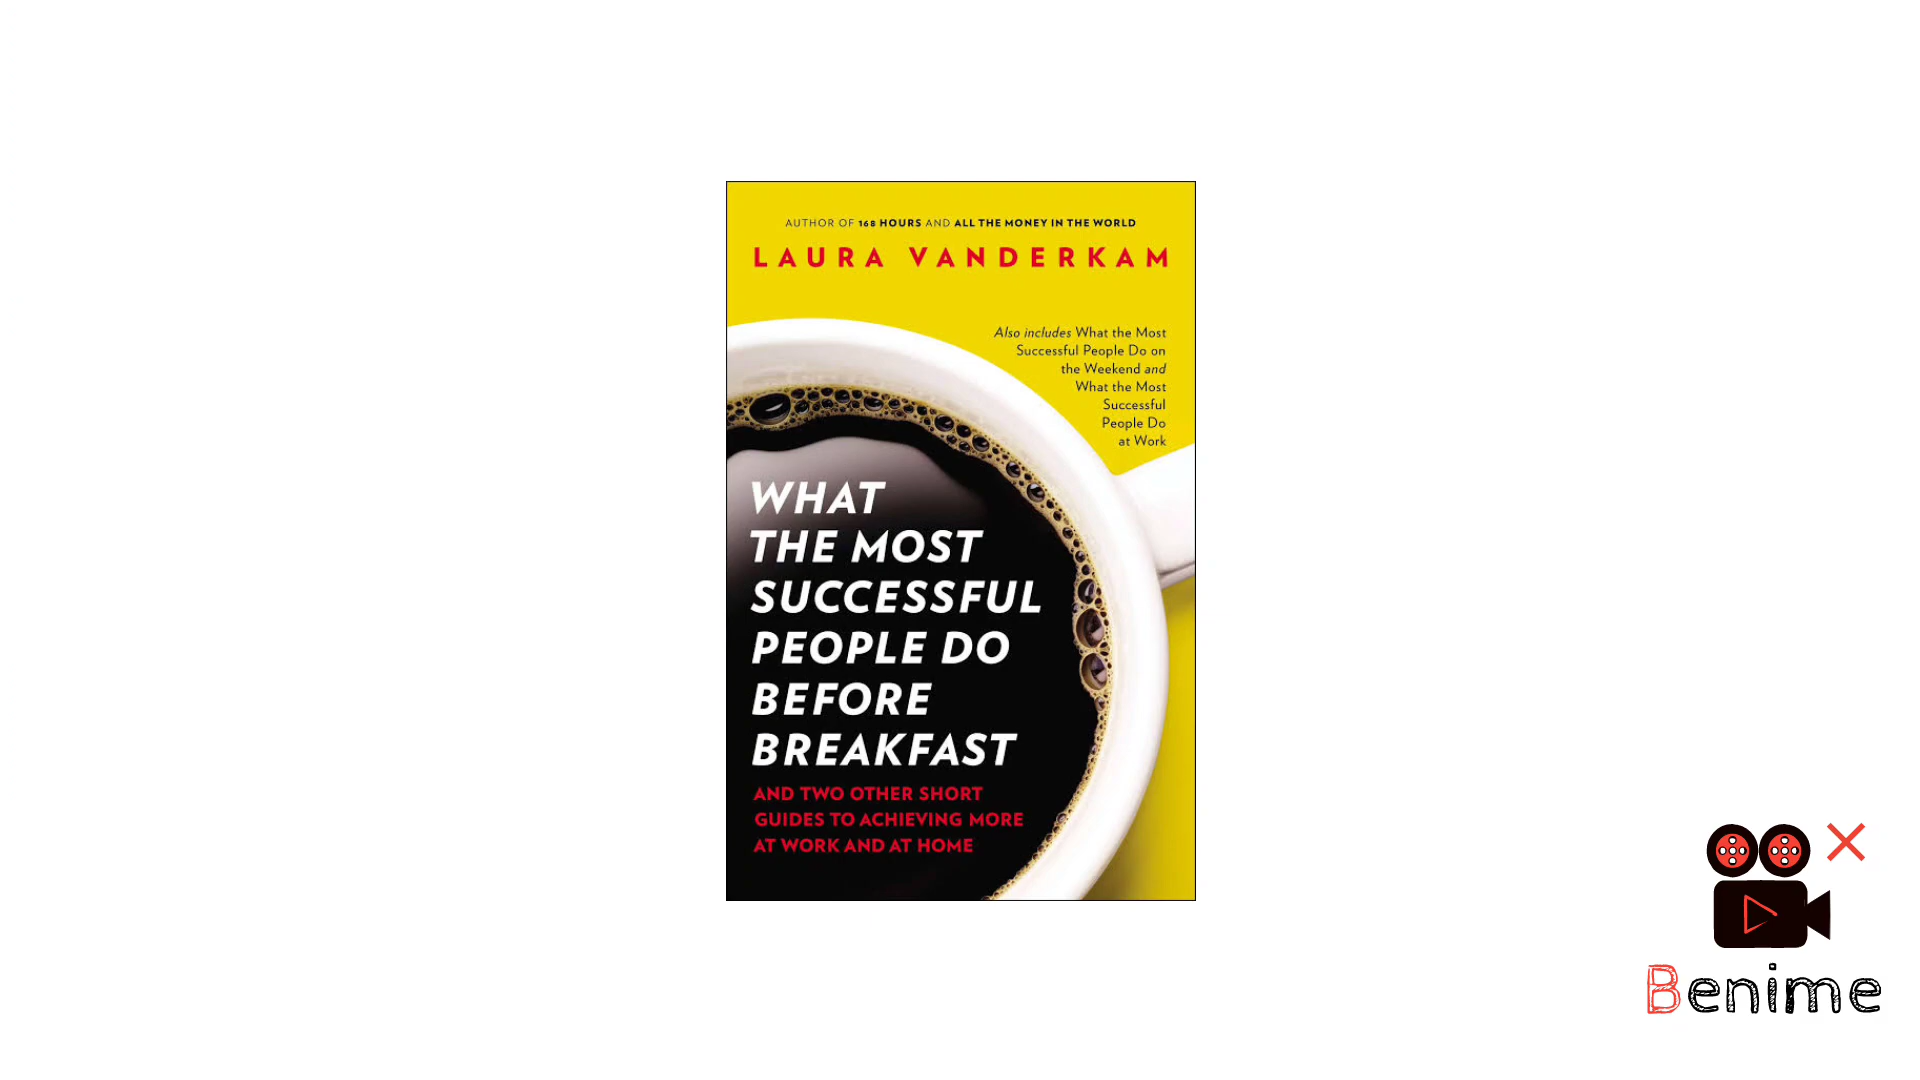 AUTHOR OF 168 HOURS AND ALL THE MONEY IN THE WORLD
LAURA VANDERKAM
Also includes What the Most
Successful People Do on
the Weekend and
What the Most
Successful
People Do
at Work
WHAT
THE MOST
SUCCESSFUL
PEOPLE DO
BEFORE
BREAKFAST
AND TWO OTHER SHORT
GUIDES TO ACHIEVING MORE
AT WORK AND AT HOME
Benime